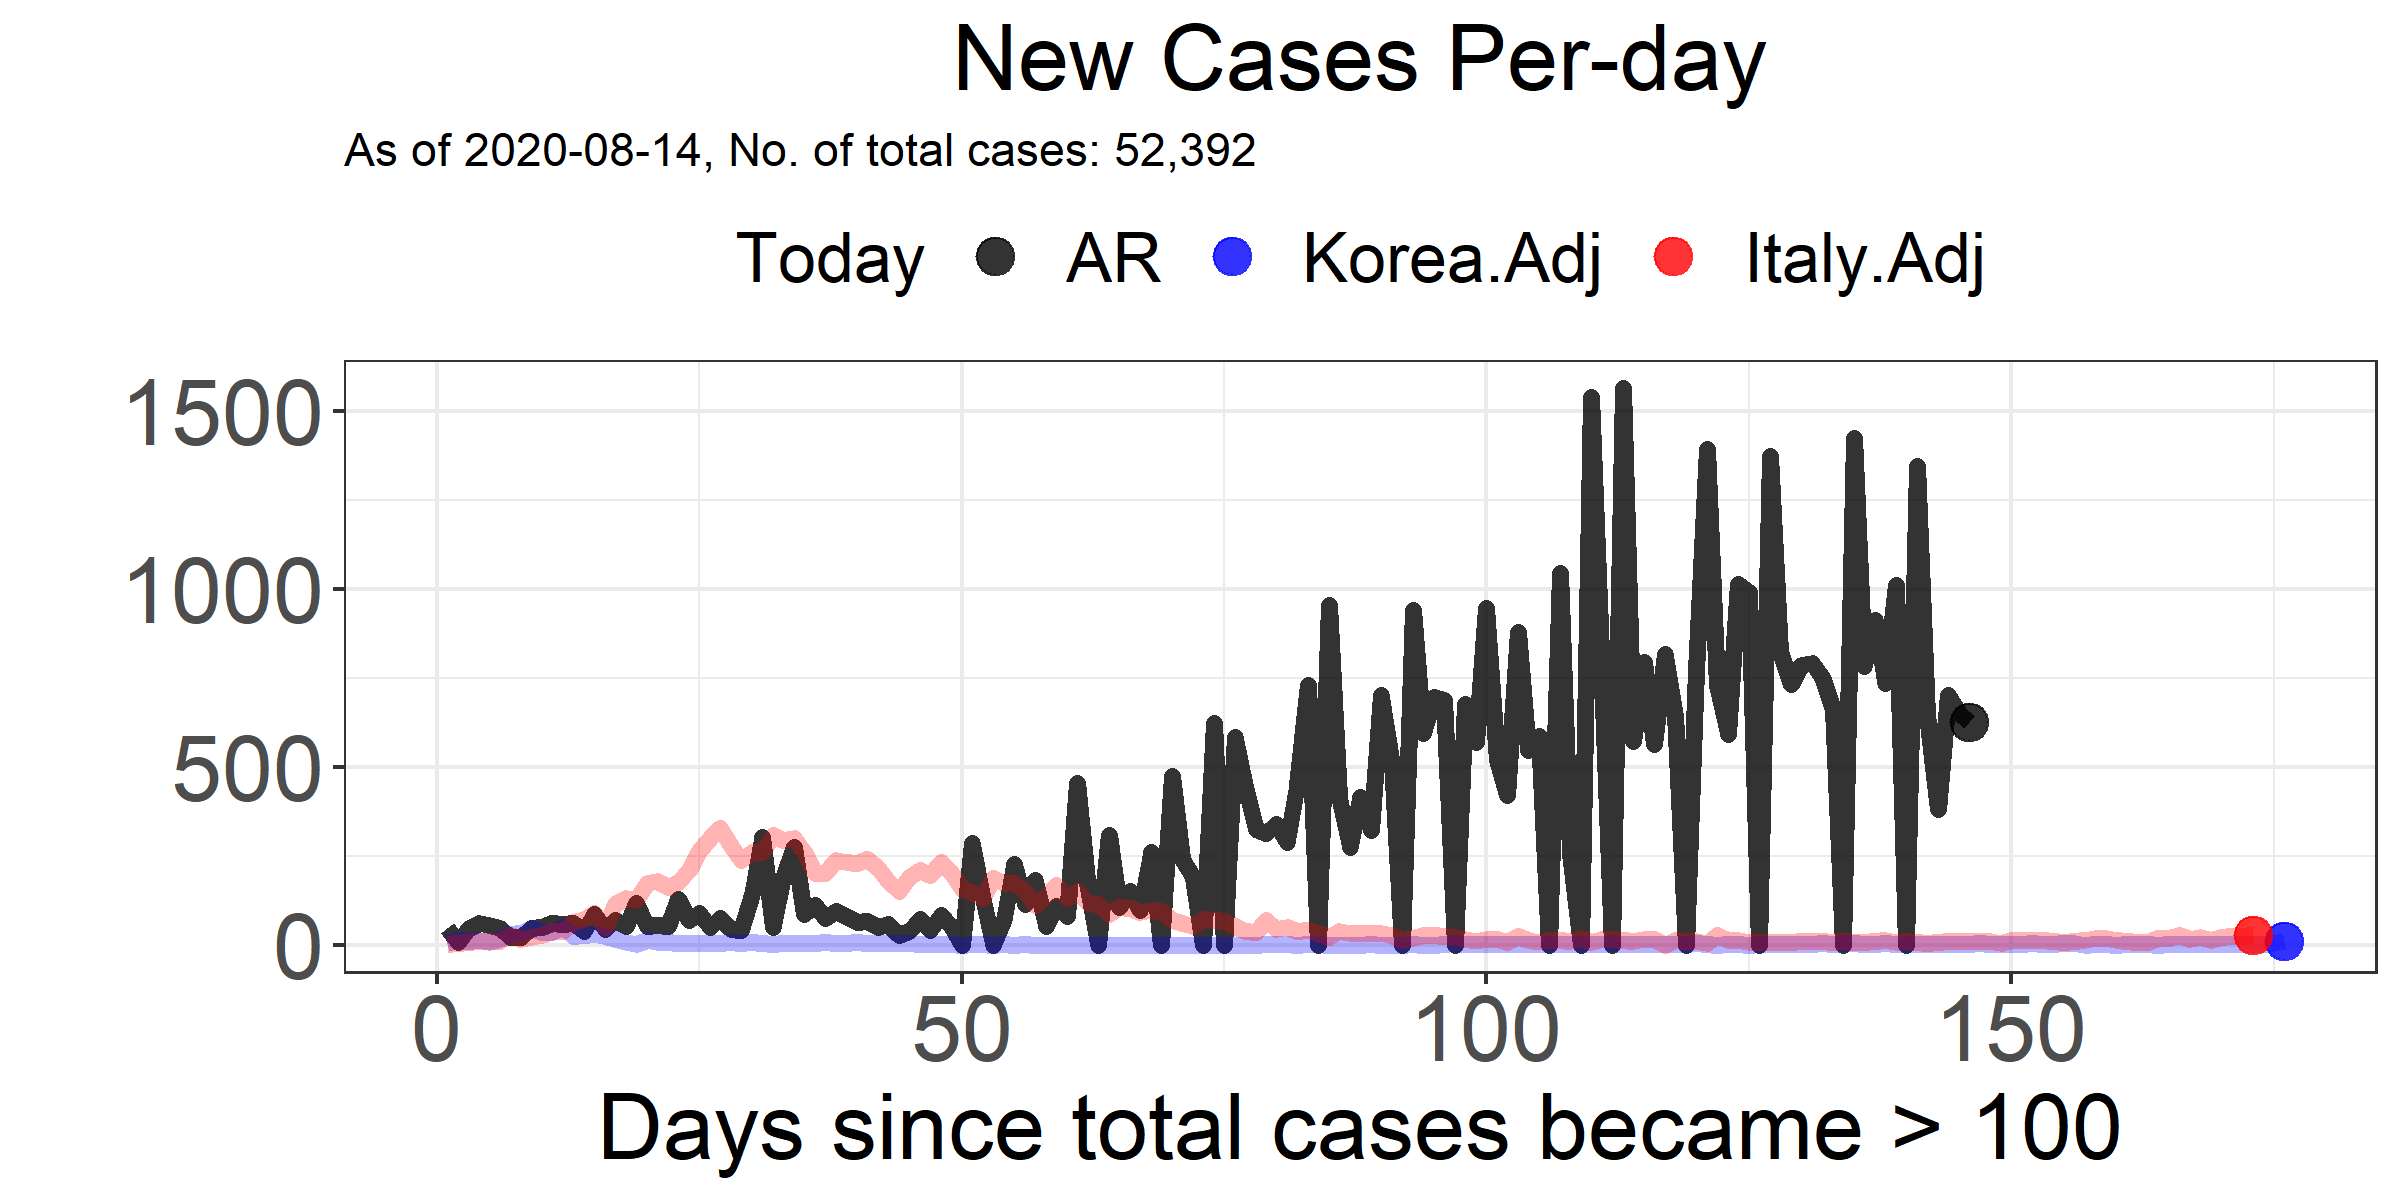 New Cases Per-day
As of 2020-08-14, No. of total cases: 52,392
Today AR Korea.Adj Italy.Adj
1500
1000
500
0
0 50 100 150
Days since total cases became > 100